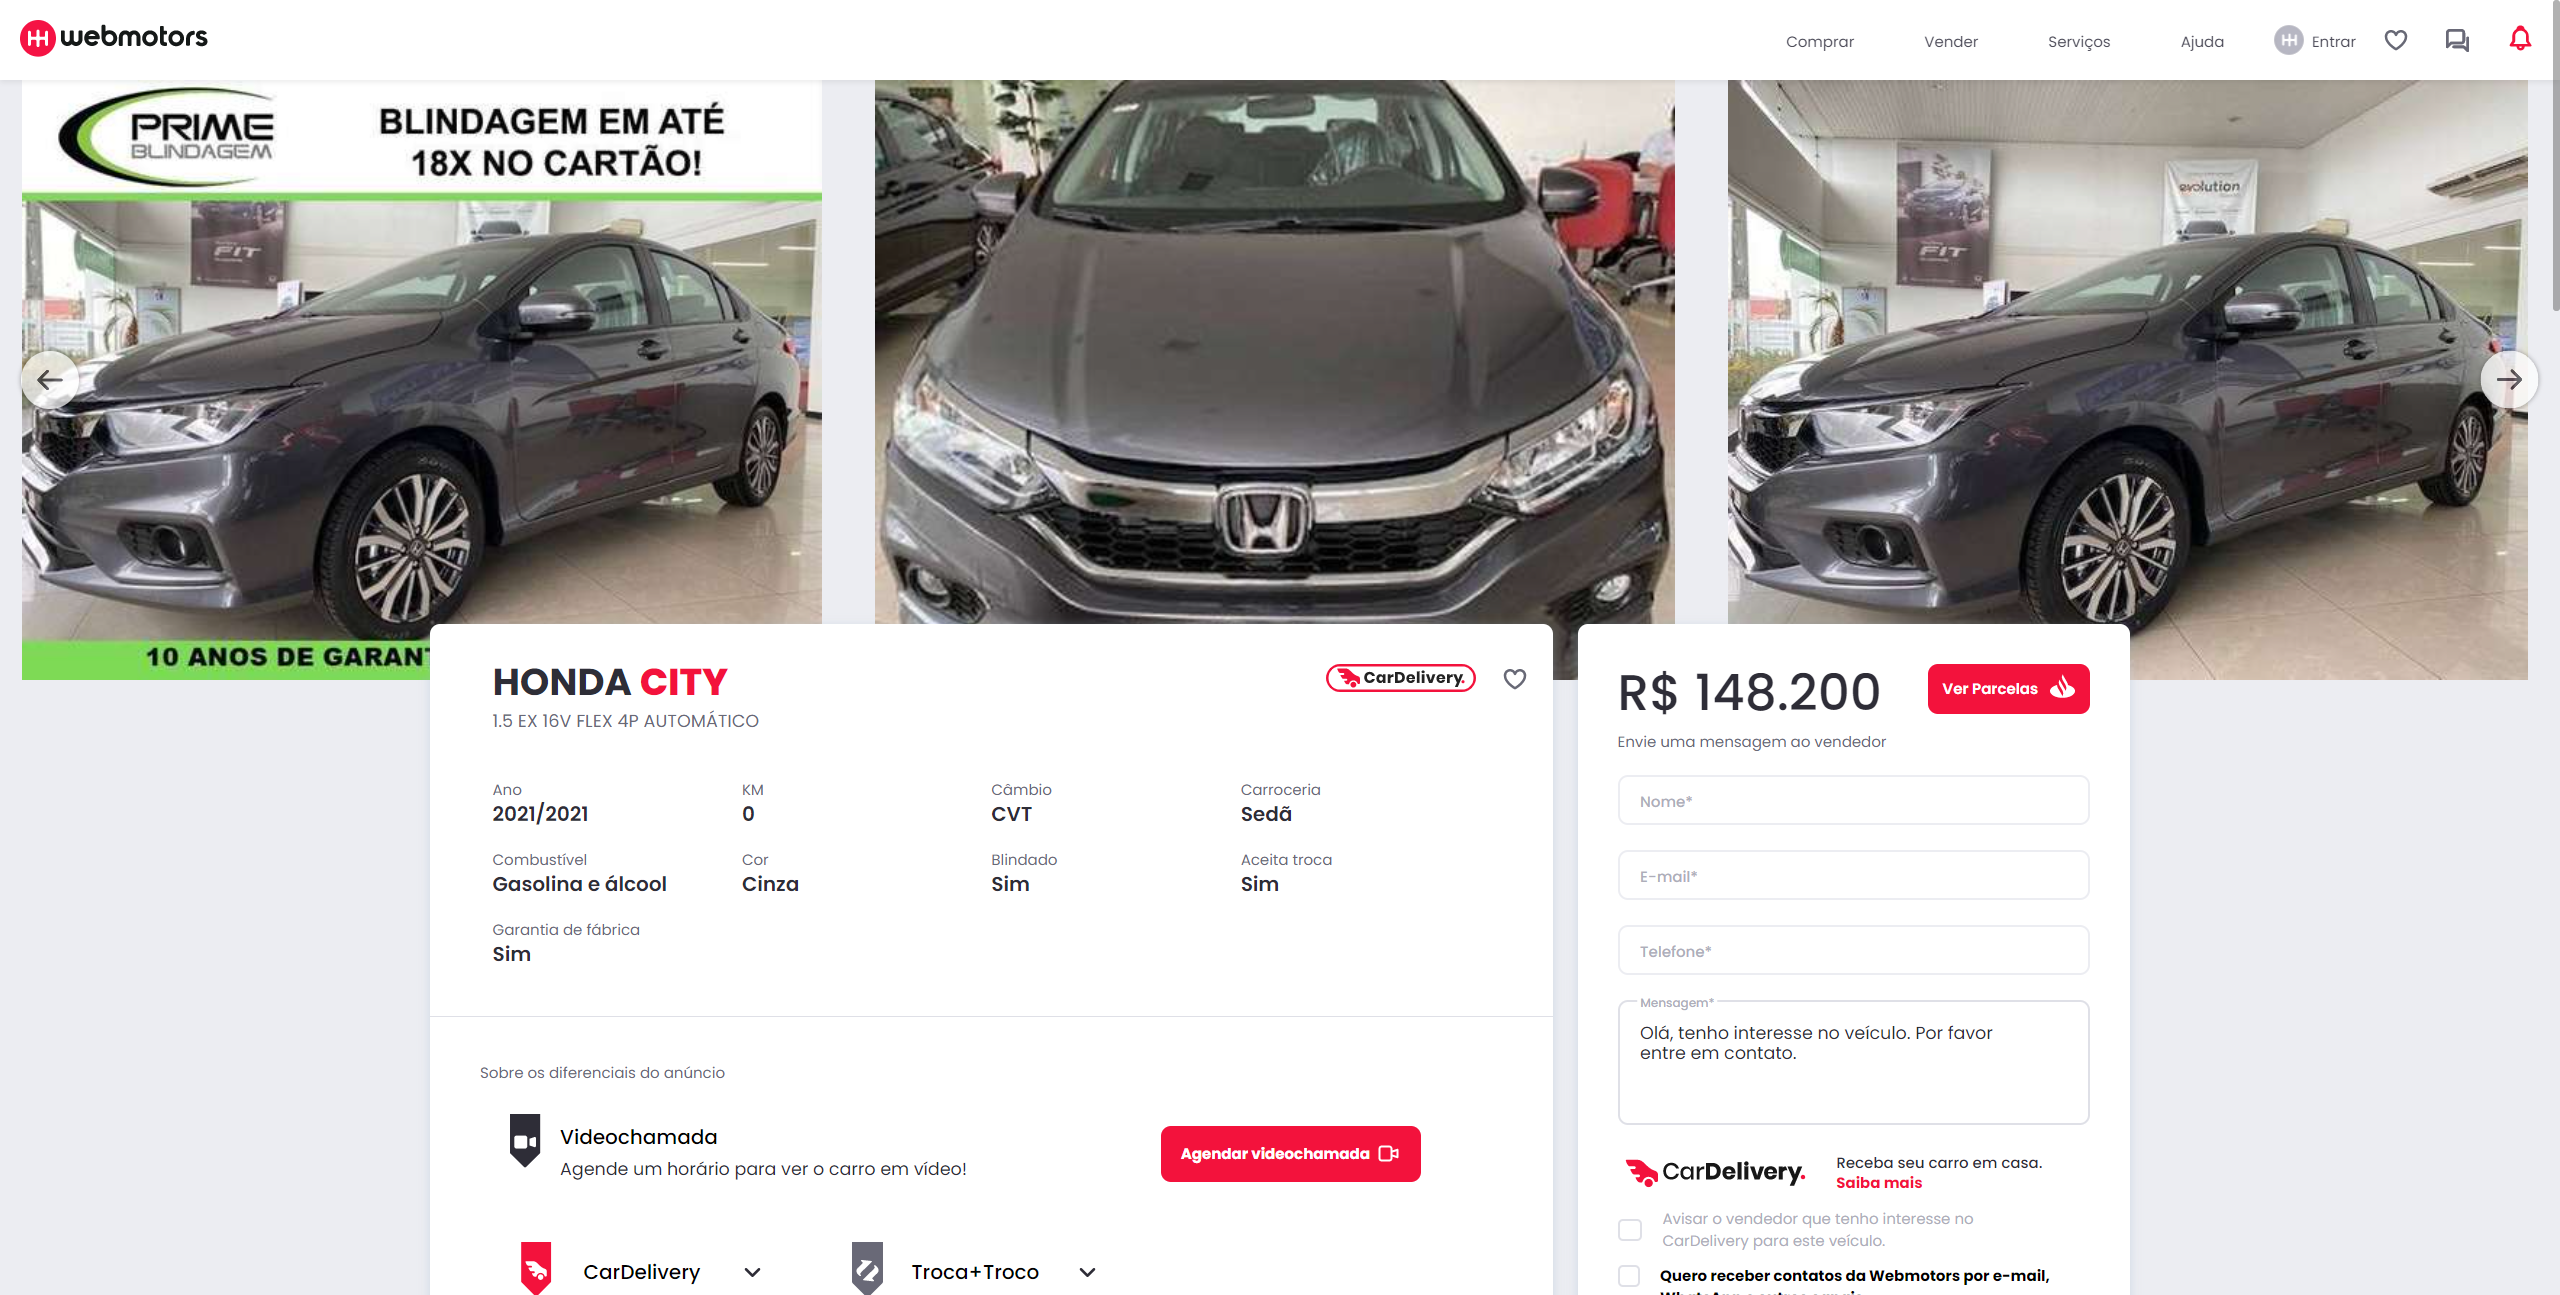 webmotors
Comprar
Vender
Serviços
Ajuda
Entrar
PRIME
BLINDAGEM
BLINDAGEM EM ATÉ
18X NO CARTÃO!
FIT
evolution
FIT
10 ANOS DE GARANT
HONDA CITY
CarDelivery.
1.5 EX 16V FLEX 4P AUTOMÁTICO
Ano
2021/2021
KM
0
Câmbio
CVT
Carroceria
Sedã
Combustível
Gasolina e álcool
Cor
Cinza
Blindado
Sim
Aceita troca
Sim
Garantia de fábrica
Sim
Sobre os diferenciais do anúncio
Videochamada
Agende um horário para ver o carro em vídeo!
Agendar videochamada
CarDelivery
Troca+Troco
R$ 148.200
Ver Parcelas
Envie uma mensagem ao vendedor
Nome*
E-mail*
Telefone*
Mensagem*
Olá, tenho interesse no veículo. Por favor
entre em contato.
CarDelivery.
Receba seu carro em casa.
Saiba mais
Avisar o vendedor que tenho interesse no
CarDelivery para este veículo.
Quero receber contatos da Webmotors por e-mail,